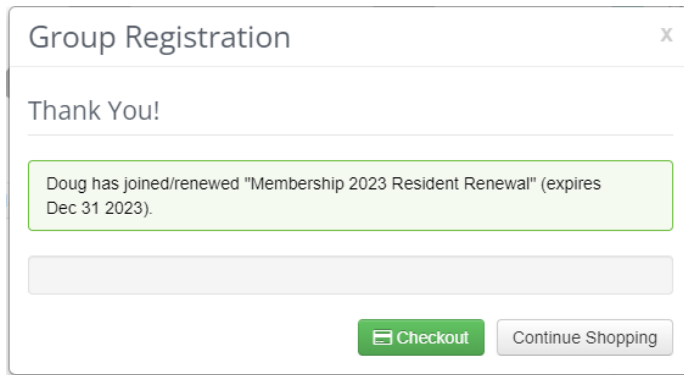 Group Registration
x
Thank You!
Doug has joined/renewed "Membership 2023 Resident Renewal" (expires
Dec 31 2023).
Checkout
Continue Shopping